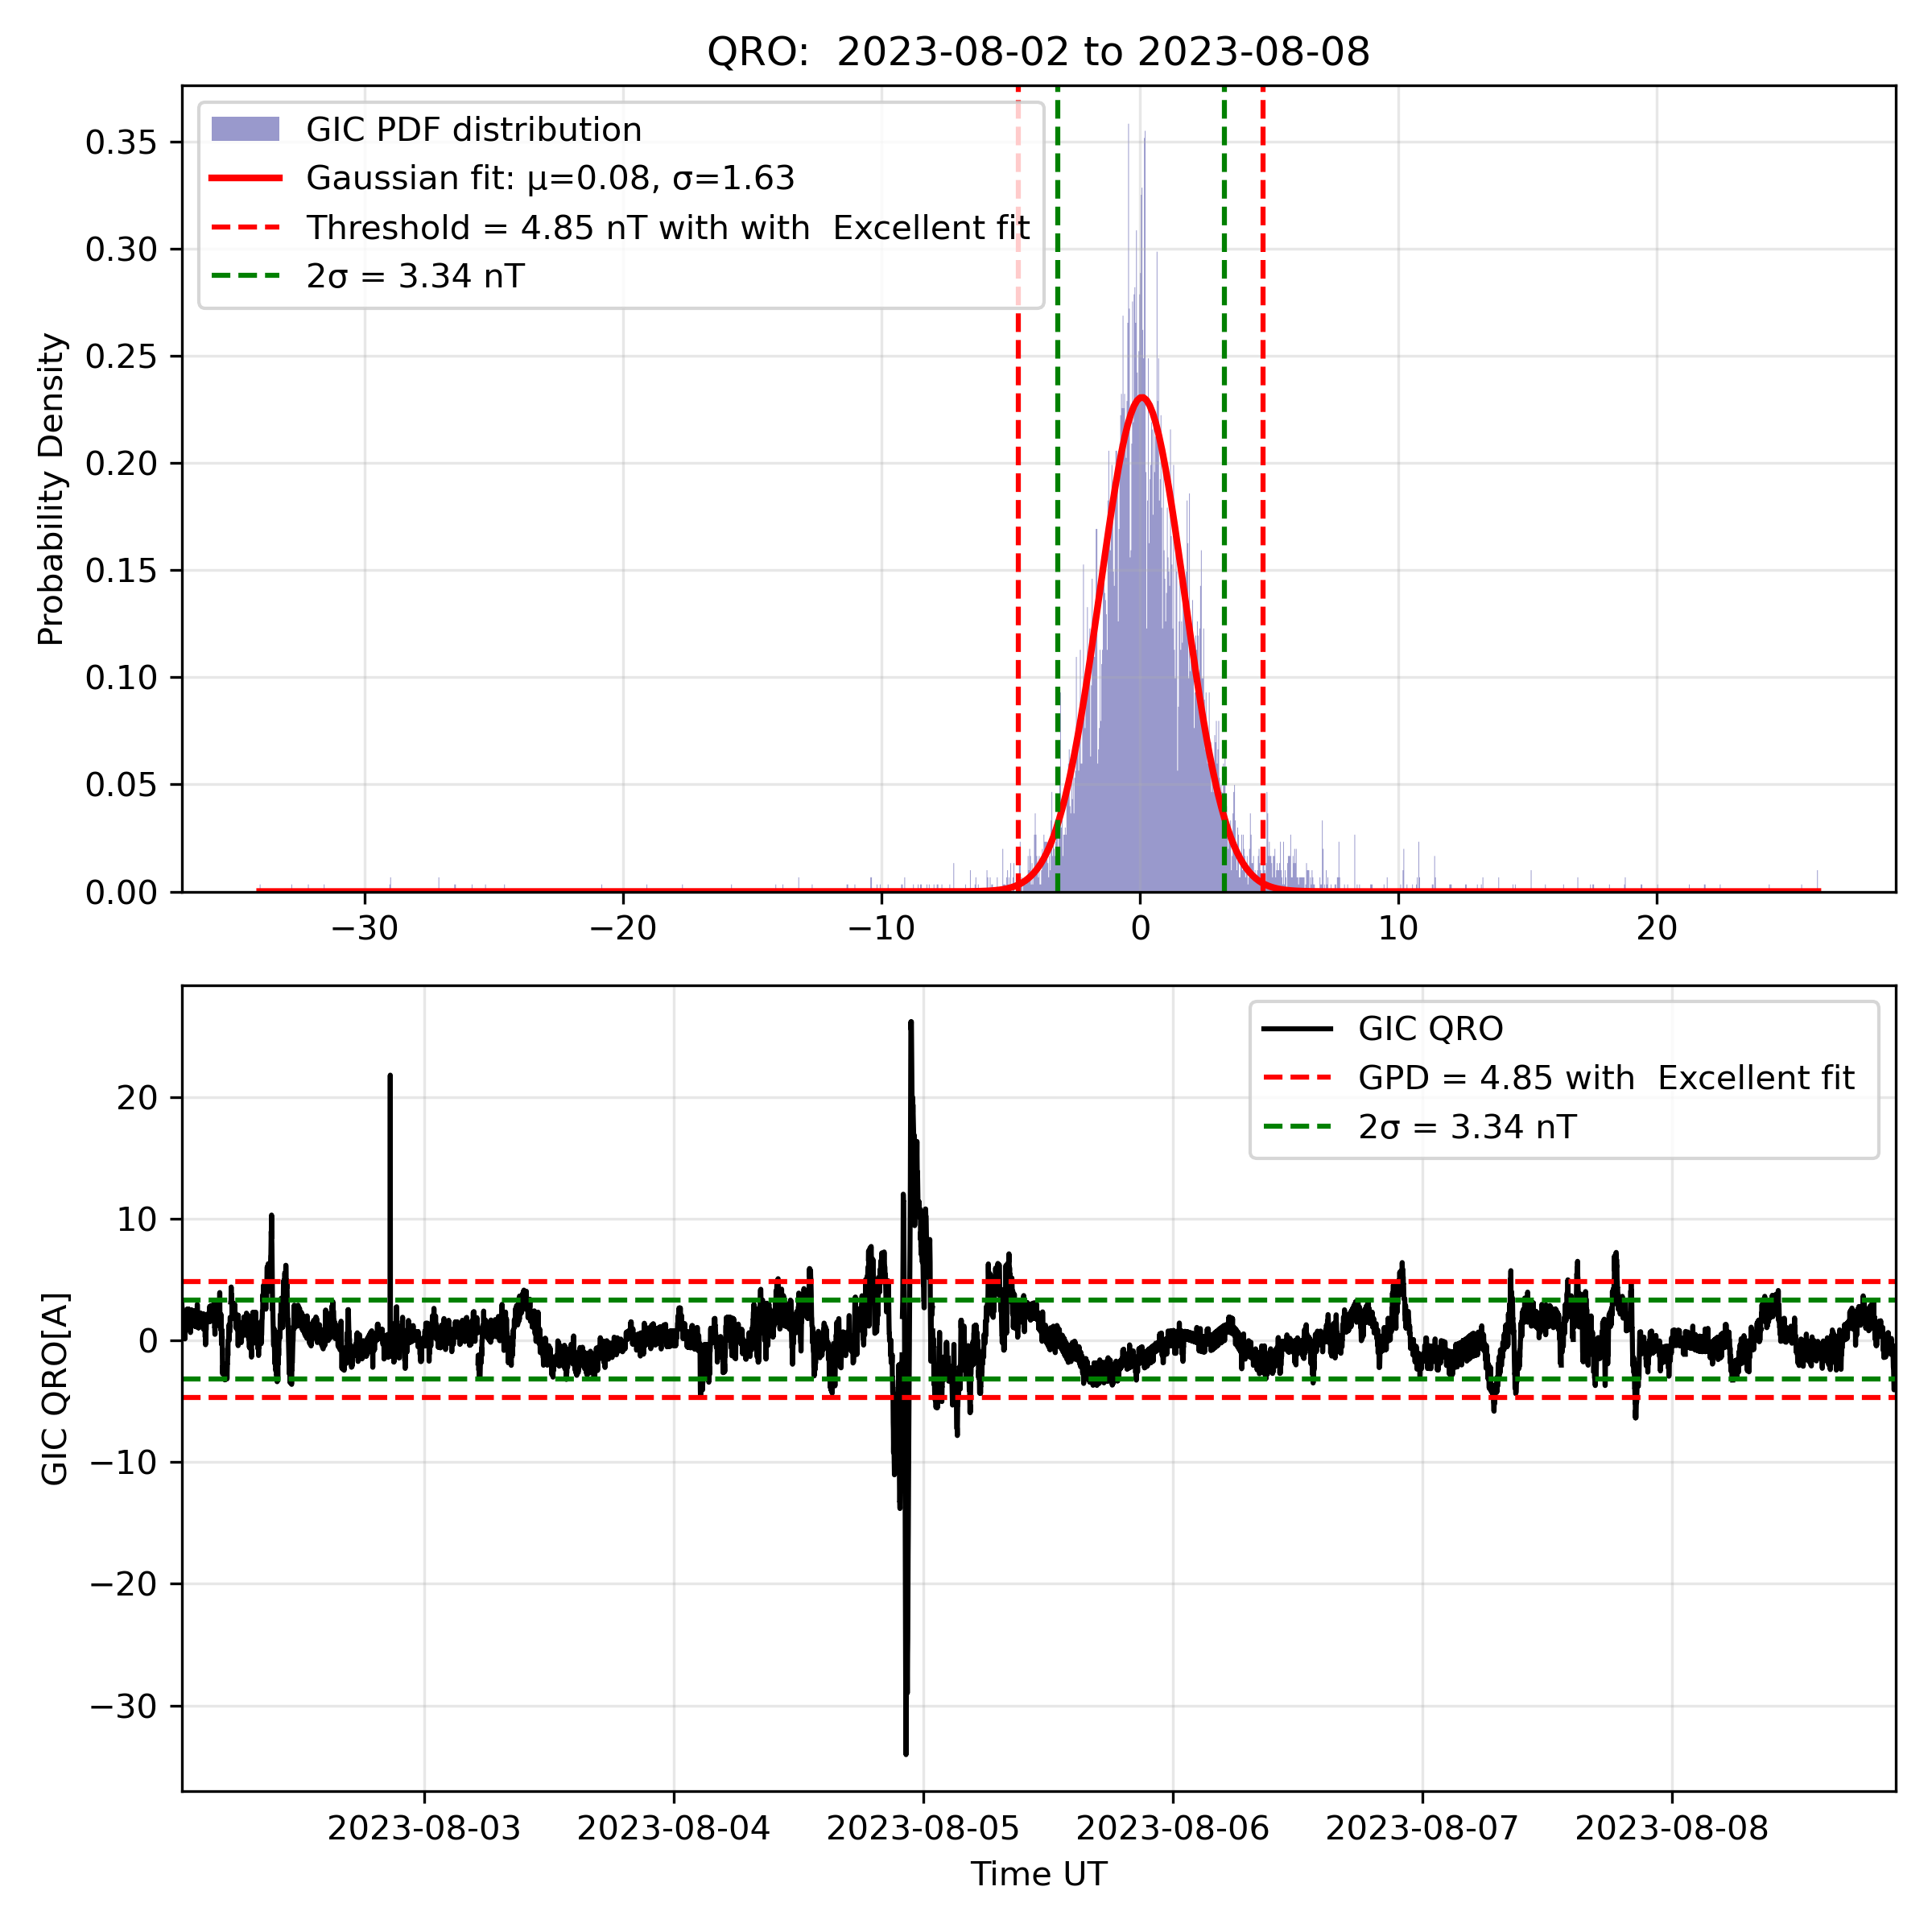 QRO:  2023-08-02 to 2023-08-08
GIC PDF distribution
Gaussian fit: μ=0.08, σ=1.63
Threshold = 4.85 nT with with  Excellent fit
2σ = 3.34 nT
Probability Density
0.35
0.30
0.25
0.20
0.15
0.10
0.05
0.00
−30 −20 −10 0 10 20
GIC QRO
GPD = 4.85 with  Excellent fit
2σ = 3.34 nT
GIC QRO[A]
20
10
0
−10
−20
−30
2023-08-03 2023-08-04 2023-08-05 2023-08-06 2023-08-07 2023-08-08
Time UT